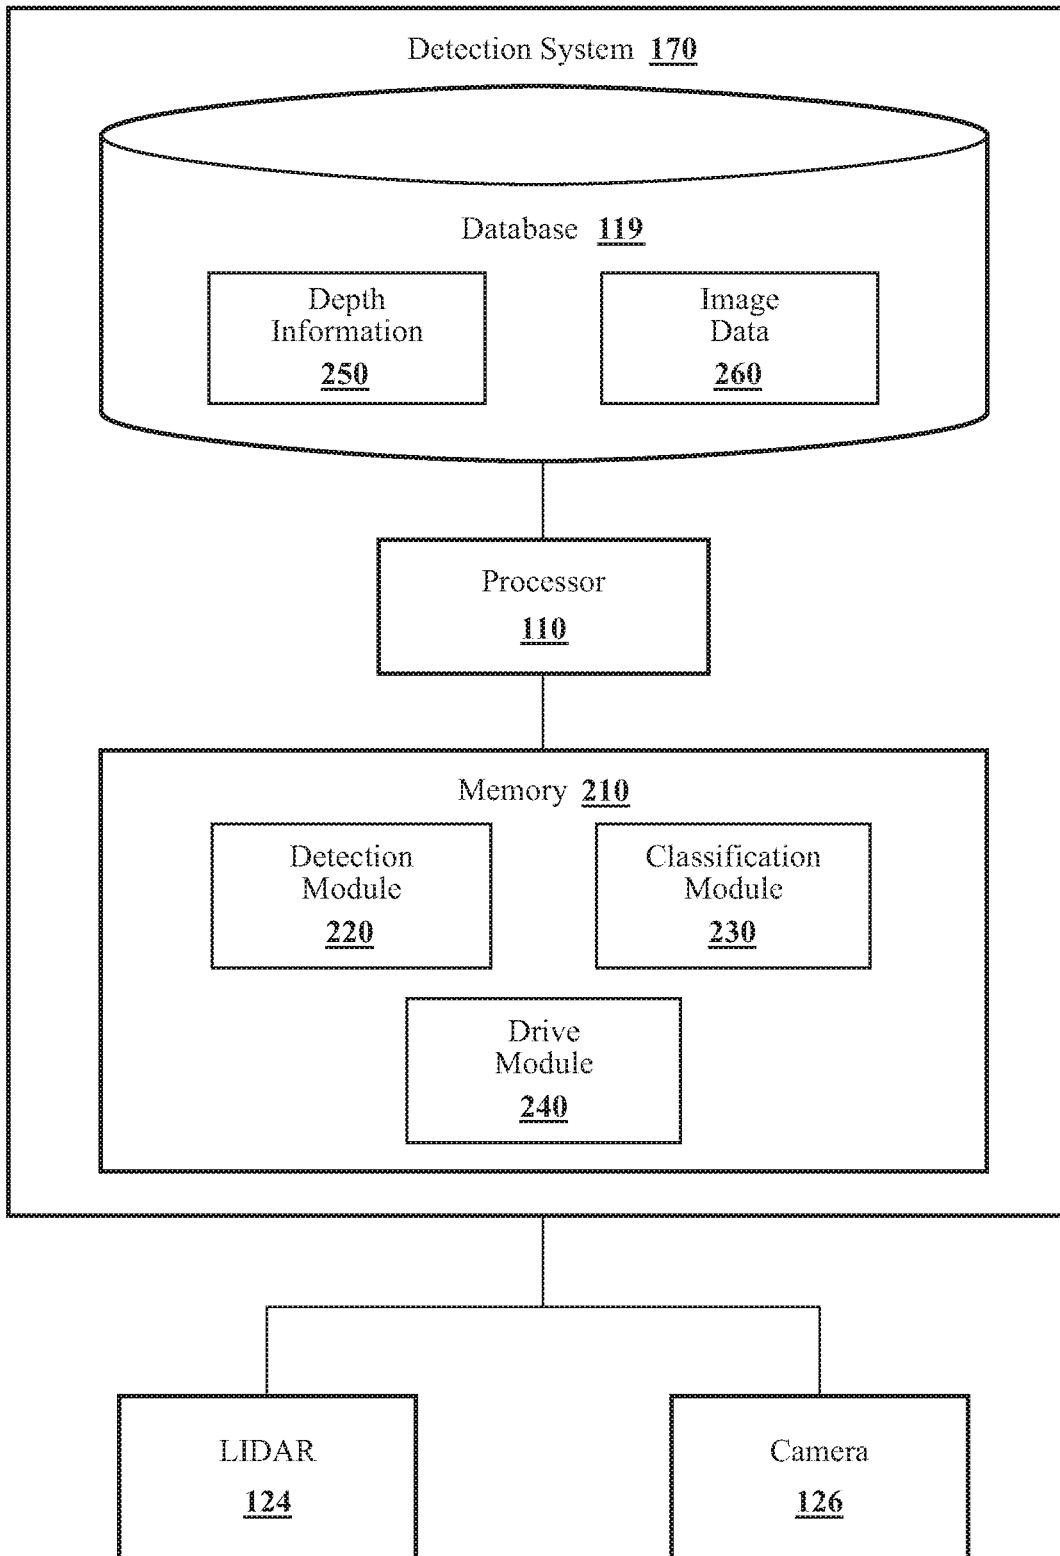 Detection System 170
Database 119
Depth
Information
250
Image
Data
260
Processor
110
Memory 210
Detection
Module
220
Classification
Module
230
Drive
Module
240
LIDAR
124
Camera
126